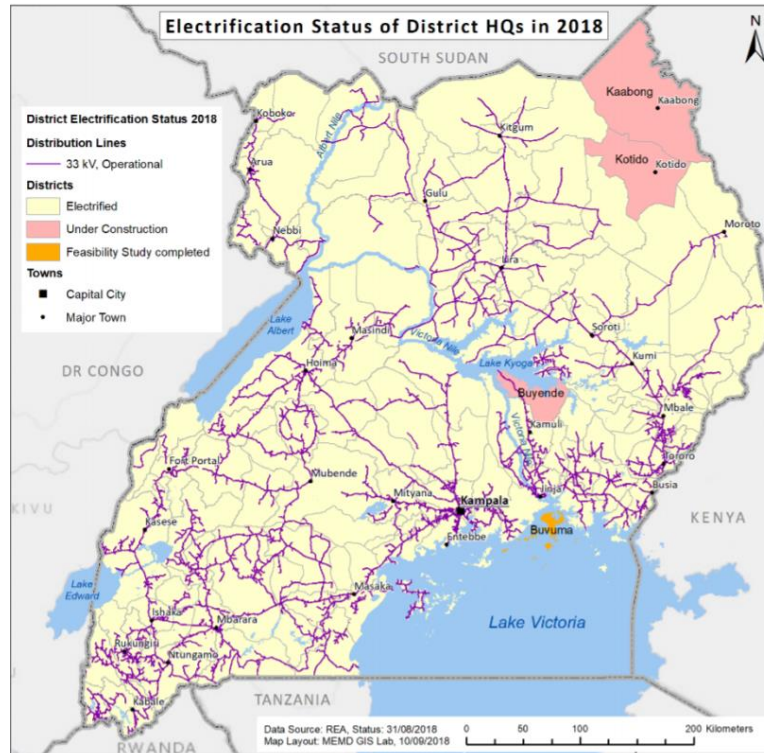 Electrification Status of District HQs in 2018
N
SOUTH SUDAN
District Electrification Status 2018
Distribution Lines
33 kV, Operational
Districts
Electrified
Under Construction
Feasibility Study completed
Towns
Capital City
Major Town
Koboko
Albert Nile
Kitgum
Kaabong
Kaabong
Kotido
Kotido
Arua
Gulu
Nebbi
Moroto
Lira
Lake Albert
Masindi
Victoria Nile
Soroti
DR CONGO
Hoima
Lake Kyoga
Kumi
Buyende
Victoria Nile
Kamuli
Mbale
Fort Portal
Mubende
Mityana
Kampala
Jinja
Tororo
Busia
KIVU
Kasese
Entebbe
Buvuma
KENYA
Lake Edward
Masaka
Ishaka
Mbarara
Lake Victoria
Rukungiri
Ntungamo
Kabale
TANZANIA
RWANDA
Data Source: REA, Status: 31/08/2018
Map Layout: MEMD GIS Lab, 10/09/2018
0 50 100 200 Kilometers